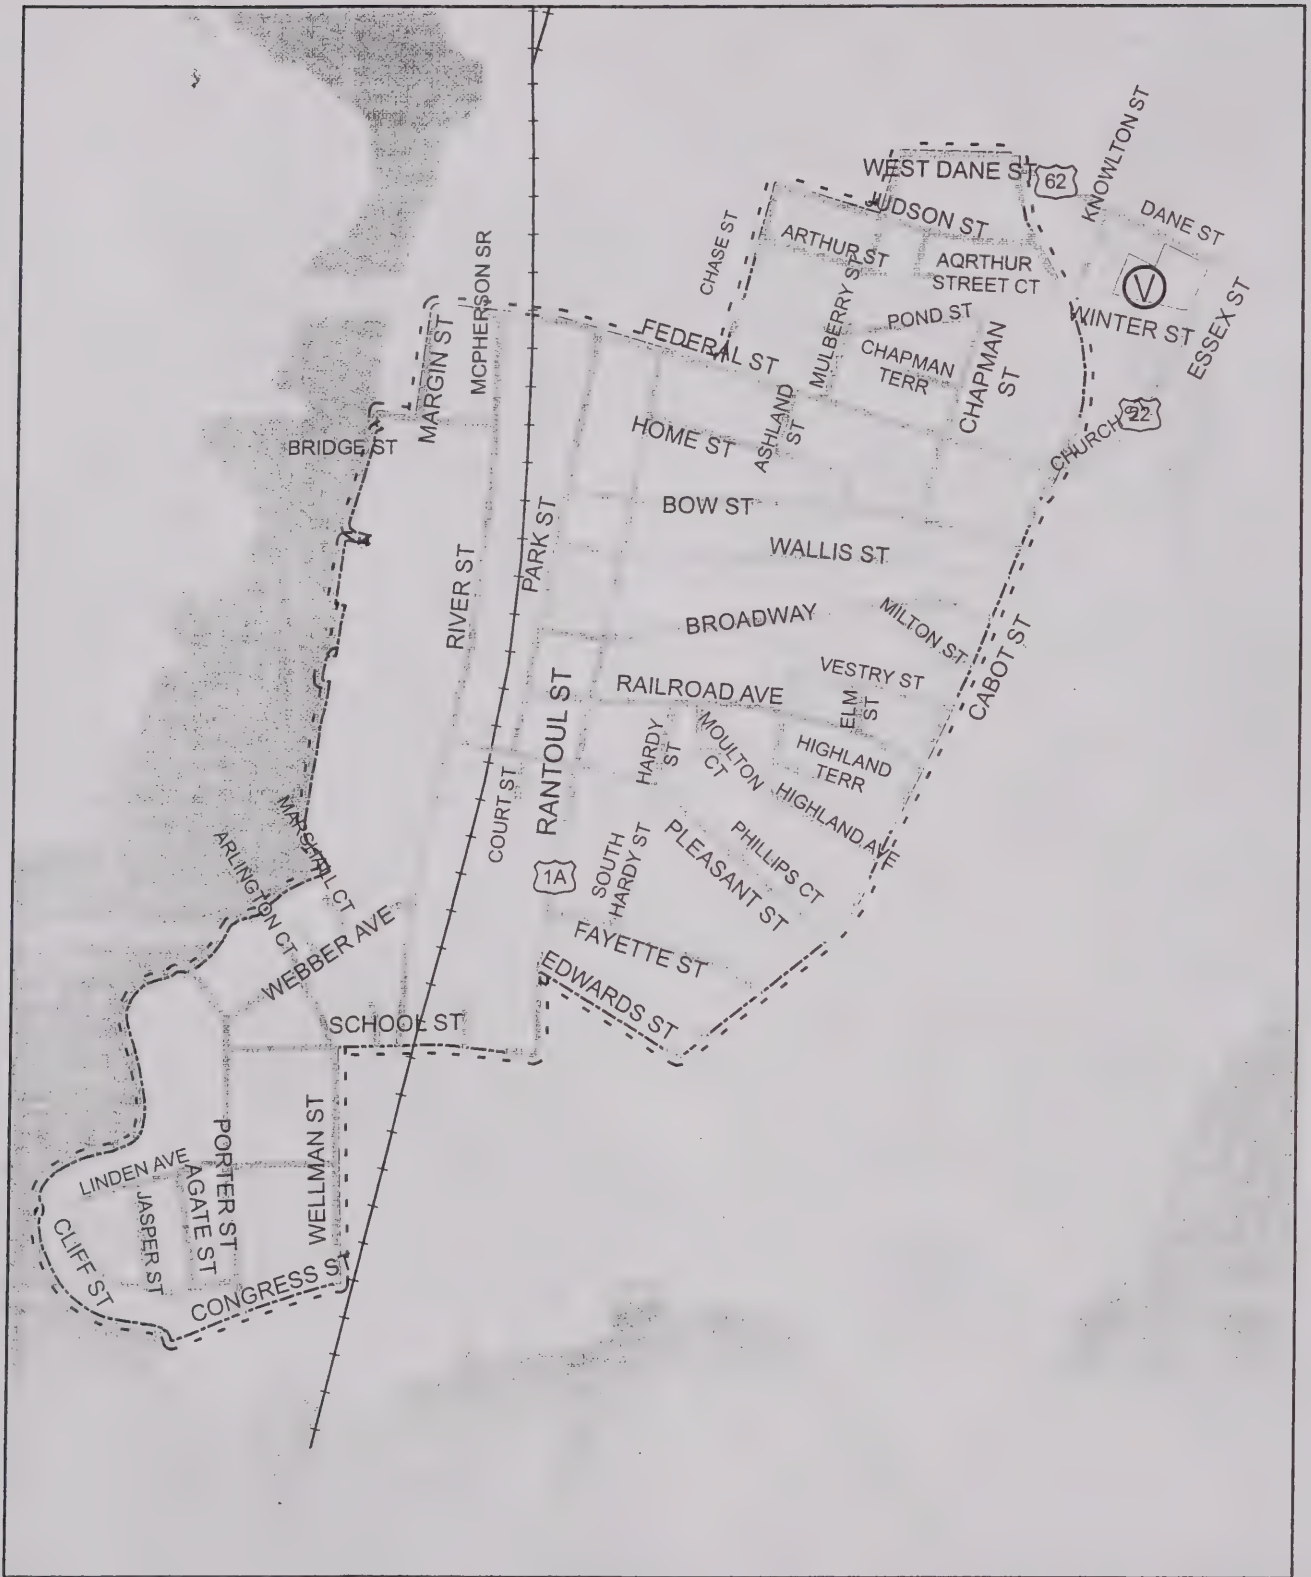 KNOWLTON ST
WEST DANE ST
62
DANE ST
JUDSON ST
CHASE ST
ARTHUR ST
AQRTHUR
STREET CT
V
ESSEX ST
MCPHERSON SR
MULBERRY ST
POND ST
WINTER ST
MARGIN ST
FEDERAL ST
CHAPMAN
TERR
CHAPMAN
ST
ASHLAND
ST
HOME ST
22
CHURCH
BRIDGE ST
BOW ST
PARK ST
WALLIS ST
RIVER ST
BROADWAY
MILTON ST
CABOT ST
RAILROAD AVE
VESTRY ST
ELM
ST
RANTOUL ST
HARDY
ST
MOULTON
CT
HIGHLAND
TERR
HIGHLAND AVE
COURT ST
MARSHALL CT
ARLINGTON CT
1A
SOUTH
HARDY ST
PLEASANT ST
PHILLIPS CT
WEBBER AVE
FAYETTE ST
EDWARDS ST
SCHOOL ST
WELLMAN ST
PORTER ST
LINDEN AVE
AGATE ST
JASPER ST
CLIFF ST
CONGRESS ST